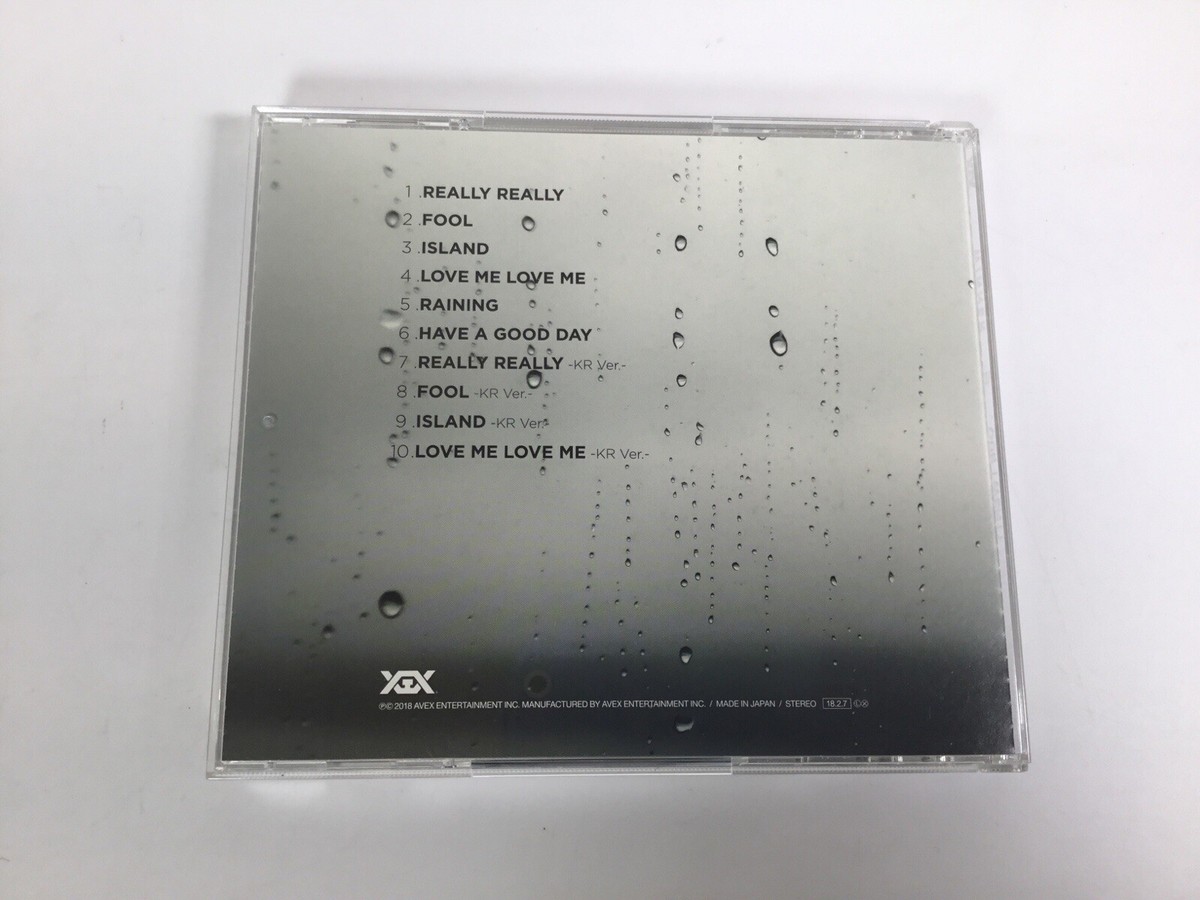 1 .REALLY REALLY
2 .FOOL
3 .ISLAND
4 .LOVE ME LOVE ME
5 .RAINING
6 .HAVE A GOOD DAY
7 .REALLY REALLY -KR Ver.-
8 .FOOL -KR Ver.-
9 .ISLAND -KR Ver.-
10.LOVE ME LOVE ME -KR Ver.-
YGX
℗© 2018 AVEX ENTERTAINMENT INC. MANUFACTURED BY AVEX ENTERTAINMENT INC. / MADE IN JAPAN / STEREO 18.2.7 Ⓛ Ⓧ